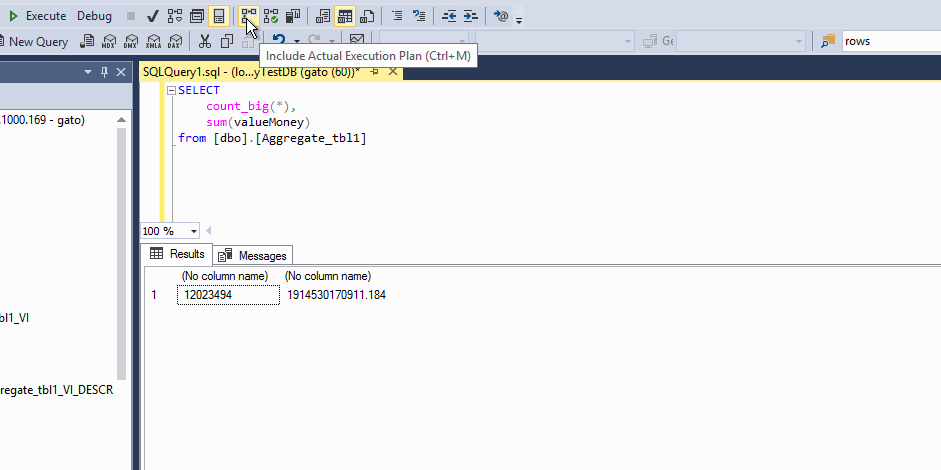 Execute Debug
New Query MDX DMX XMLA DAX Ge rows
Include Actual Execution Plan (Ctrl+M)
SQLQuery1.sql - (lo...yTestDB (gato (60))*
SELECT
count_big(*),
sum(valueMoney)
from [dbo].[Aggregate_tbl1]
.1000.169 - gato)
bl1_VI
regate_tbl1_VI_DESCR
100 %
Results Messages
(No column name) (No column name)
1 12023494 1914530170911.184